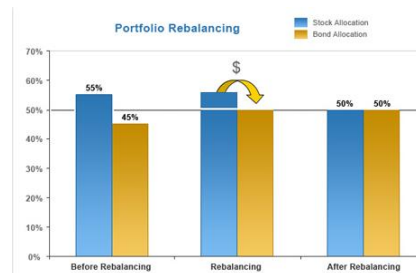 Portfolio Rebalancing
Stock Allocation
Bond Allocation
70%
60%
50%
40%
30%
20%
10%
0%
55%
45%
$
50%
50%
Before Rebalancing
Rebalancing
After Rebalancing